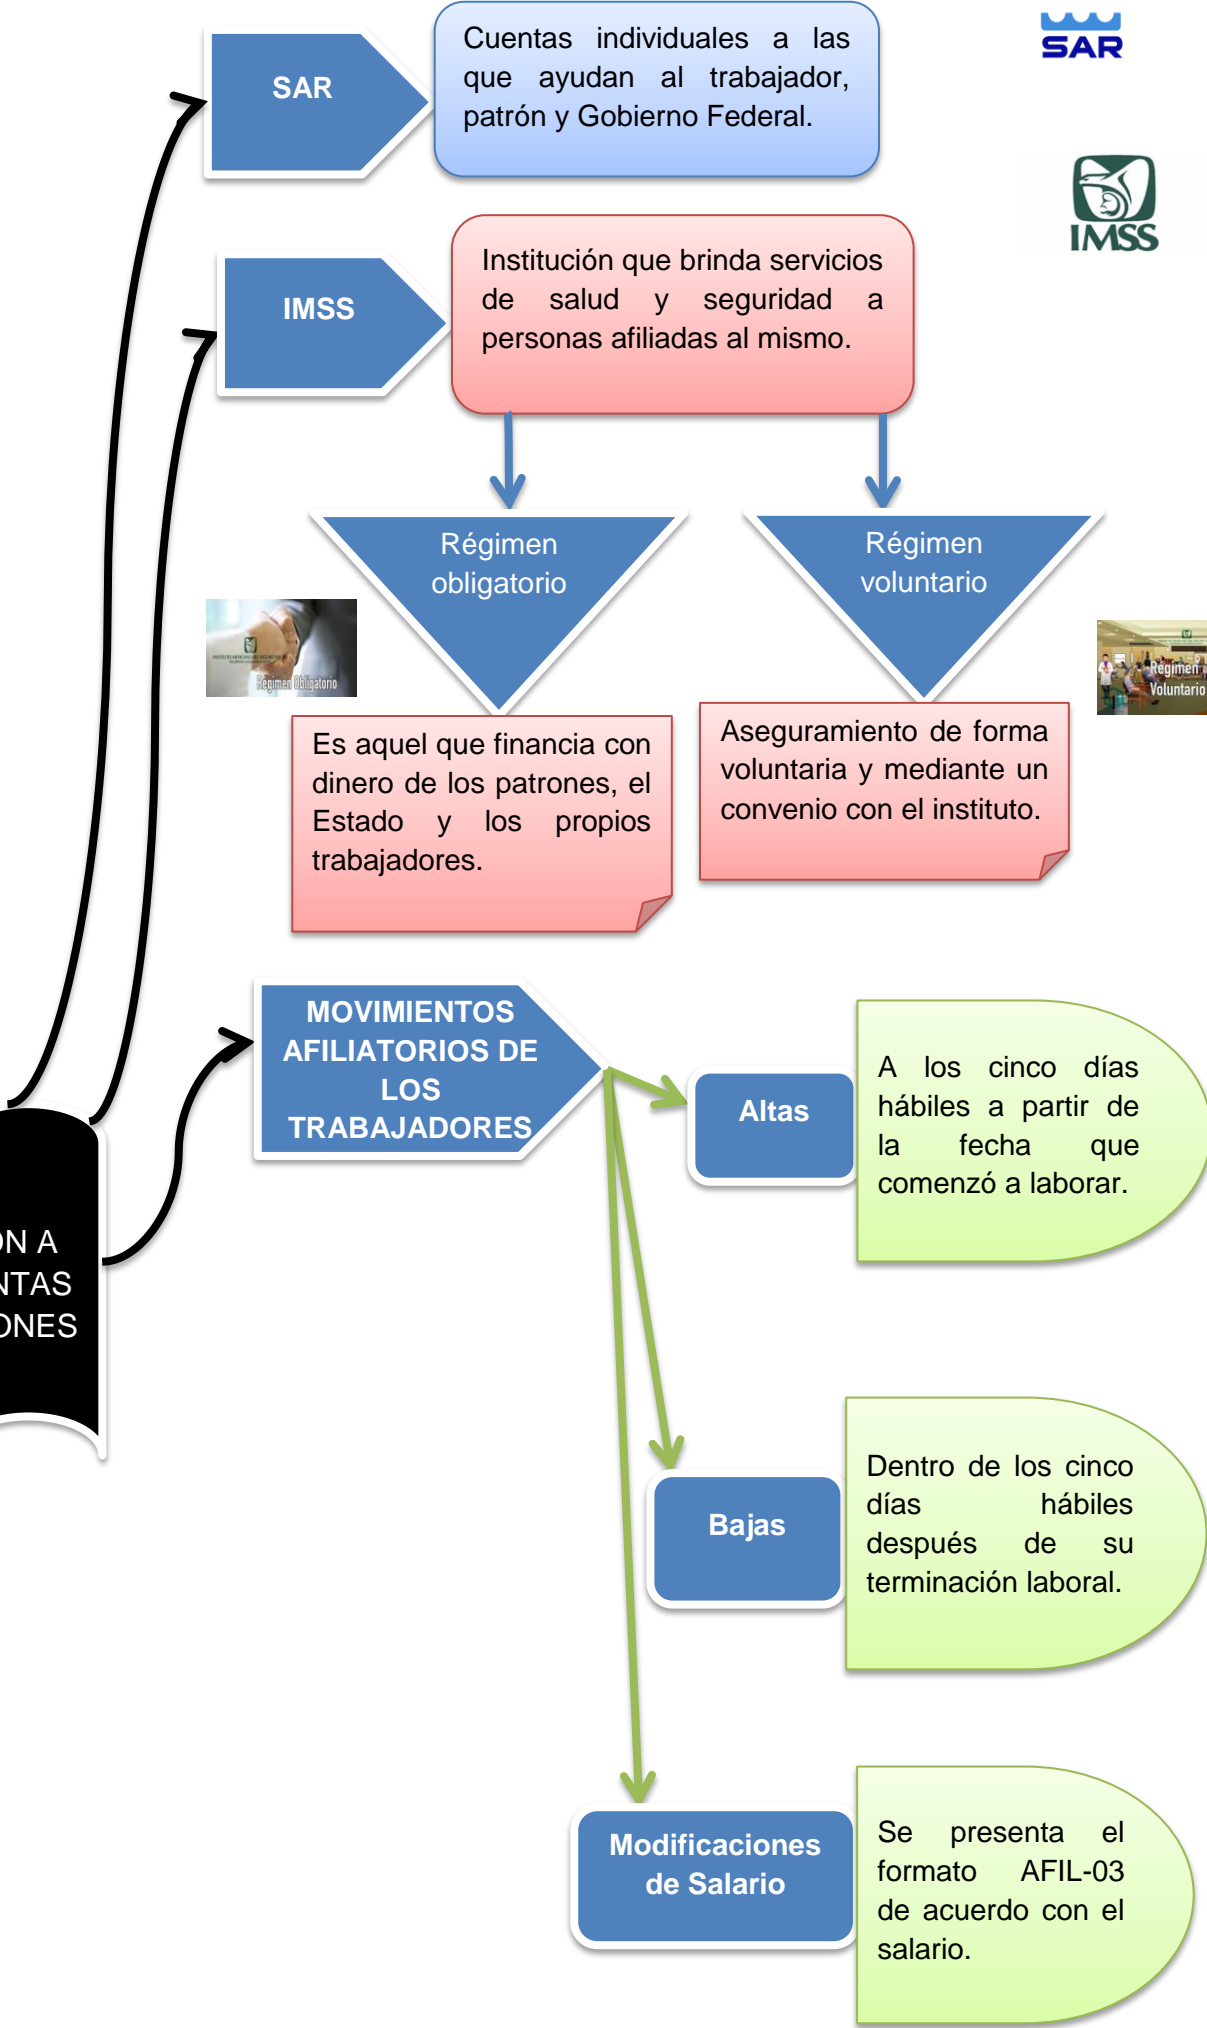 SAR
Cuentas individuales a las
que ayudan al trabajador,
patrón y Gobierno Federal.
SAR
IMSS
Institución que brinda servicios
de salud y seguridad a
personas afiliadas al mismo.
IMSS
Régimen
obligatorio
Régimen
voluntario
Régimen Obligatorio
Régimen
Voluntario
Es aquel que financia con
dinero de los patrones, el
Estado y los propios
trabajadores.
Aseguramiento de forma
voluntaria y mediante un
convenio con el instituto.
MOVIMIENTOS
AFILIATORIOS DE
LOS
TRABAJADORES
Altas
A los cinco días
hábiles a partir de
la fecha que
comenzó a laborar.
ÓN A
NTAS
ONES
Bajas
Dentro de los cinco
días hábiles
después de su
terminación laboral.
Modificaciones
de Salario
Se presenta el
formato AFIL-03
de acuerdo con el
salario.